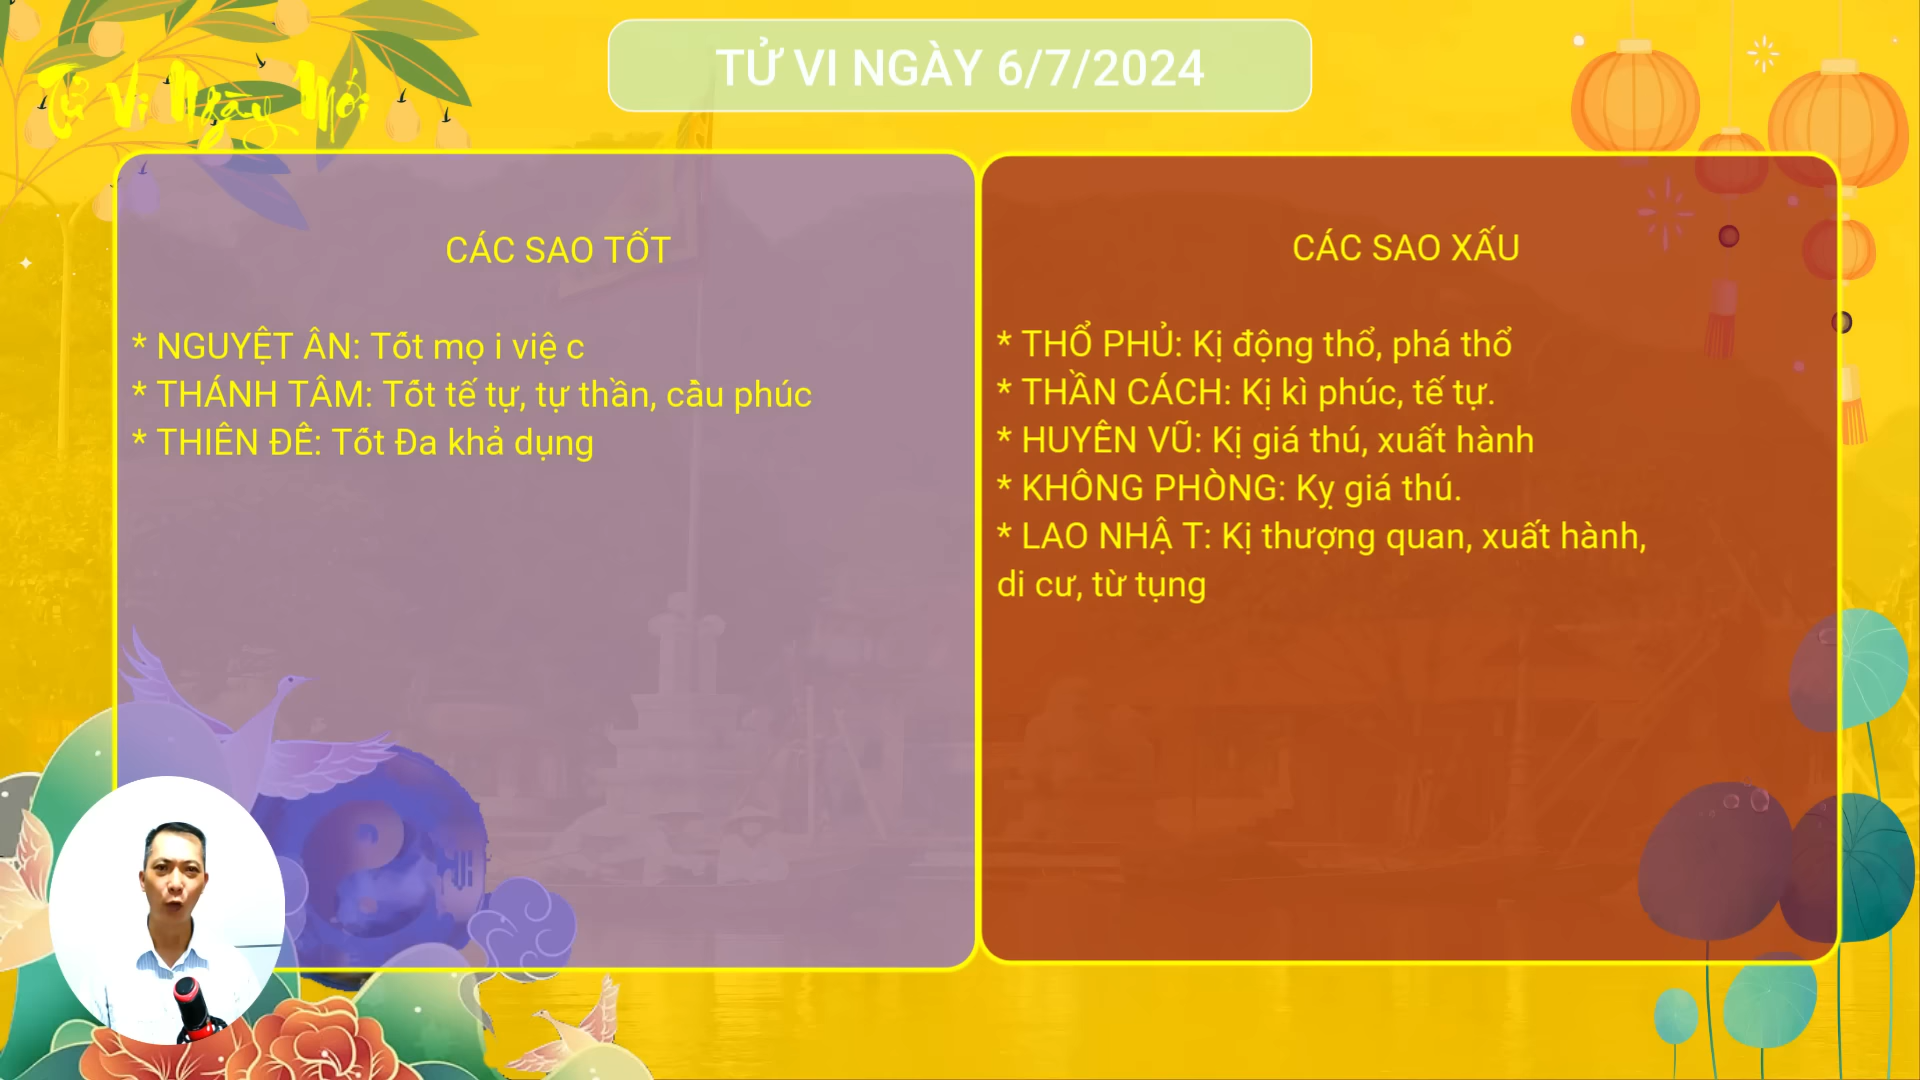 Tử Vi Ngày Mới
TỬ VI NGÀY 6/7/2024
CÁC SAO TỐT
* NGUYỆT ÂN: Tốt mọ i việ c
* THÁNH TÂM: Tốt tế tự, tự thần, cầu phúc
* THIÊN ĐỀ: Tốt Đa khả dụng
CÁC SAO XẤU
* THỔ PHỦ: Kị động thổ, phá thổ
* THẦN CÁCH: Kị kì phúc, tế tự.
* HUYỀN VŨ: Kị giá thú, xuất hành
* KHÔNG PHÒNG: Kỵ giá thú.
* LAO NHẬ T: Kị thượng quan, xuất hành,
di cư, từ tụng